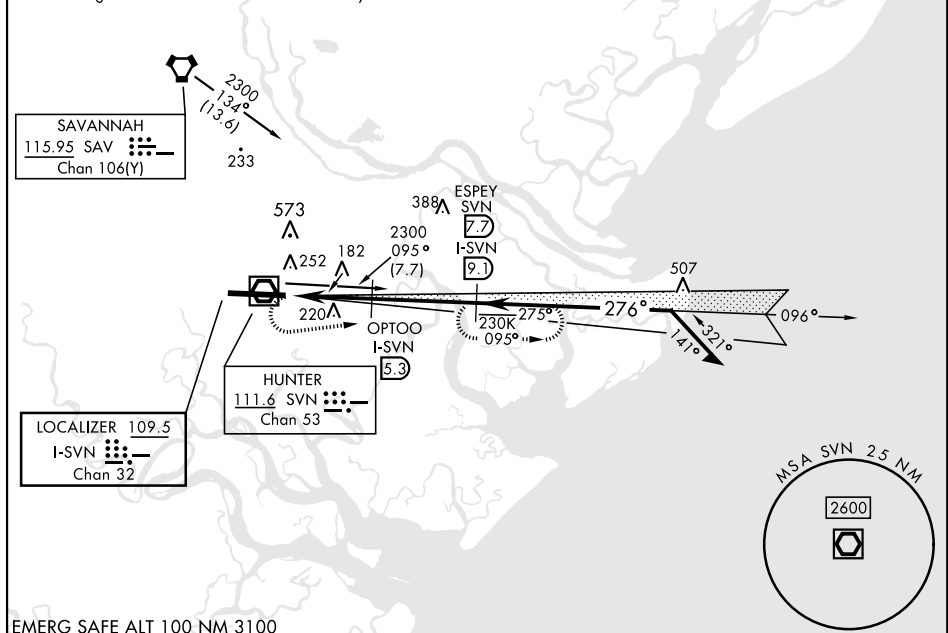 2300
134°
(13.6)
SAVANNAH
115.95 SAV
Chan 106(Y)
233
388
ESPEY
SVN
7.7
I-SVN
9.1
573
252
182
2300
095°
(7.7)
507
220
OPTOO
I-SVN
5.3
230K
275°
095°
276°
096°
141°
321°
HUNTER
111.6 SVN
Chan 53
LOCALIZER 109.5
I-SVN
Chan 32
MSA SVN 25 NM
2600
EMERG SAFE ALT 100 NM 3100